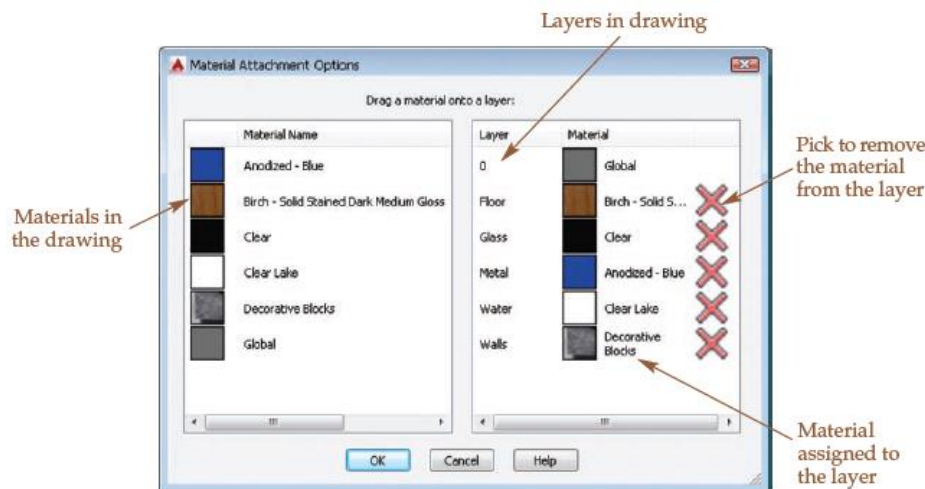 Layers in drawing
Material Attachment Options
Drag a material onto a layer:
Material Name
Anodized - Blue
Birch - Solid Stained Dark Medium Gloss
Clear
Clear Lake
Decorative Blocks
Global
Layer Material
0 Global
Floor Birch - Solid S...
Glass Clear
Metal Anodized - Blue
Water Clear Lake
Walls Decorative
Blocks
Materials in
the drawing
Pick to remove
the material
from the layer
Material
assigned to
the layer
OK Cancel Help